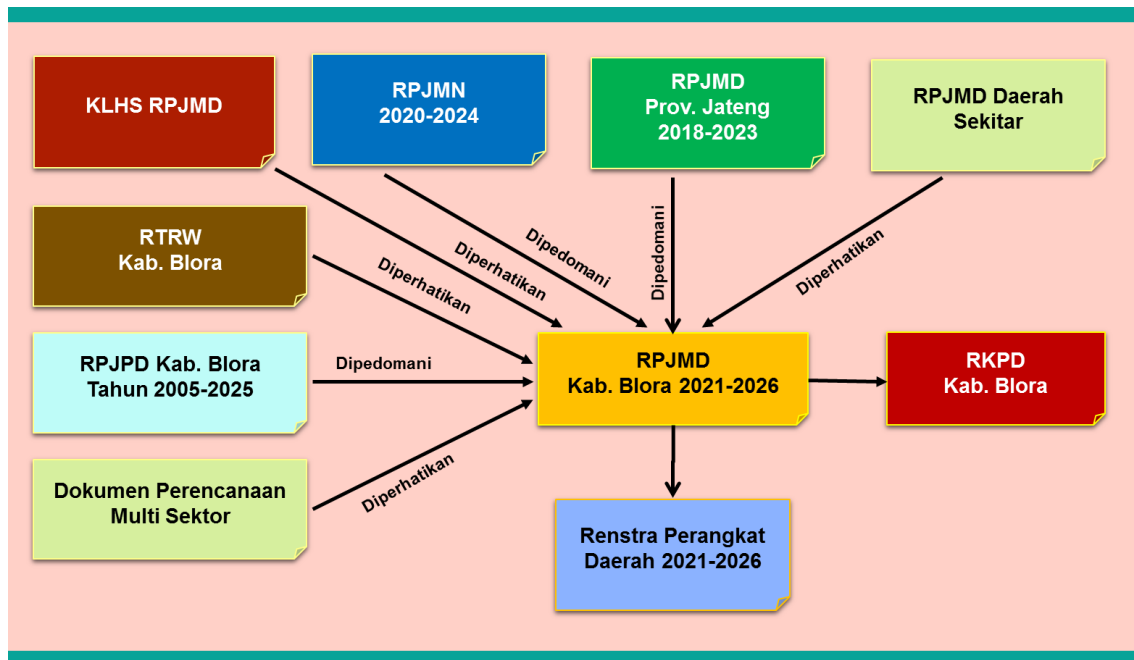 KLHS RPJMD
RPJMN
2020-2024
RPJMD
Prov. Jateng
2018-2023
RPJMD Daerah
Sekitar
RTRW
Kab. Blora
Diperhatikan
Diperhatikan
Dipedomani
Dipedomani
Diperhatikan
RPJPD Kab. Blora
Tahun 2005-2025
Dipedomani
RPJMD
Kab. Blora 2021-2026
RKPD
Kab. Blora
Dokumen Perencanaan
Multi Sektor
Diperhatikan
Renstra Perangkat
Daerah 2021-2026